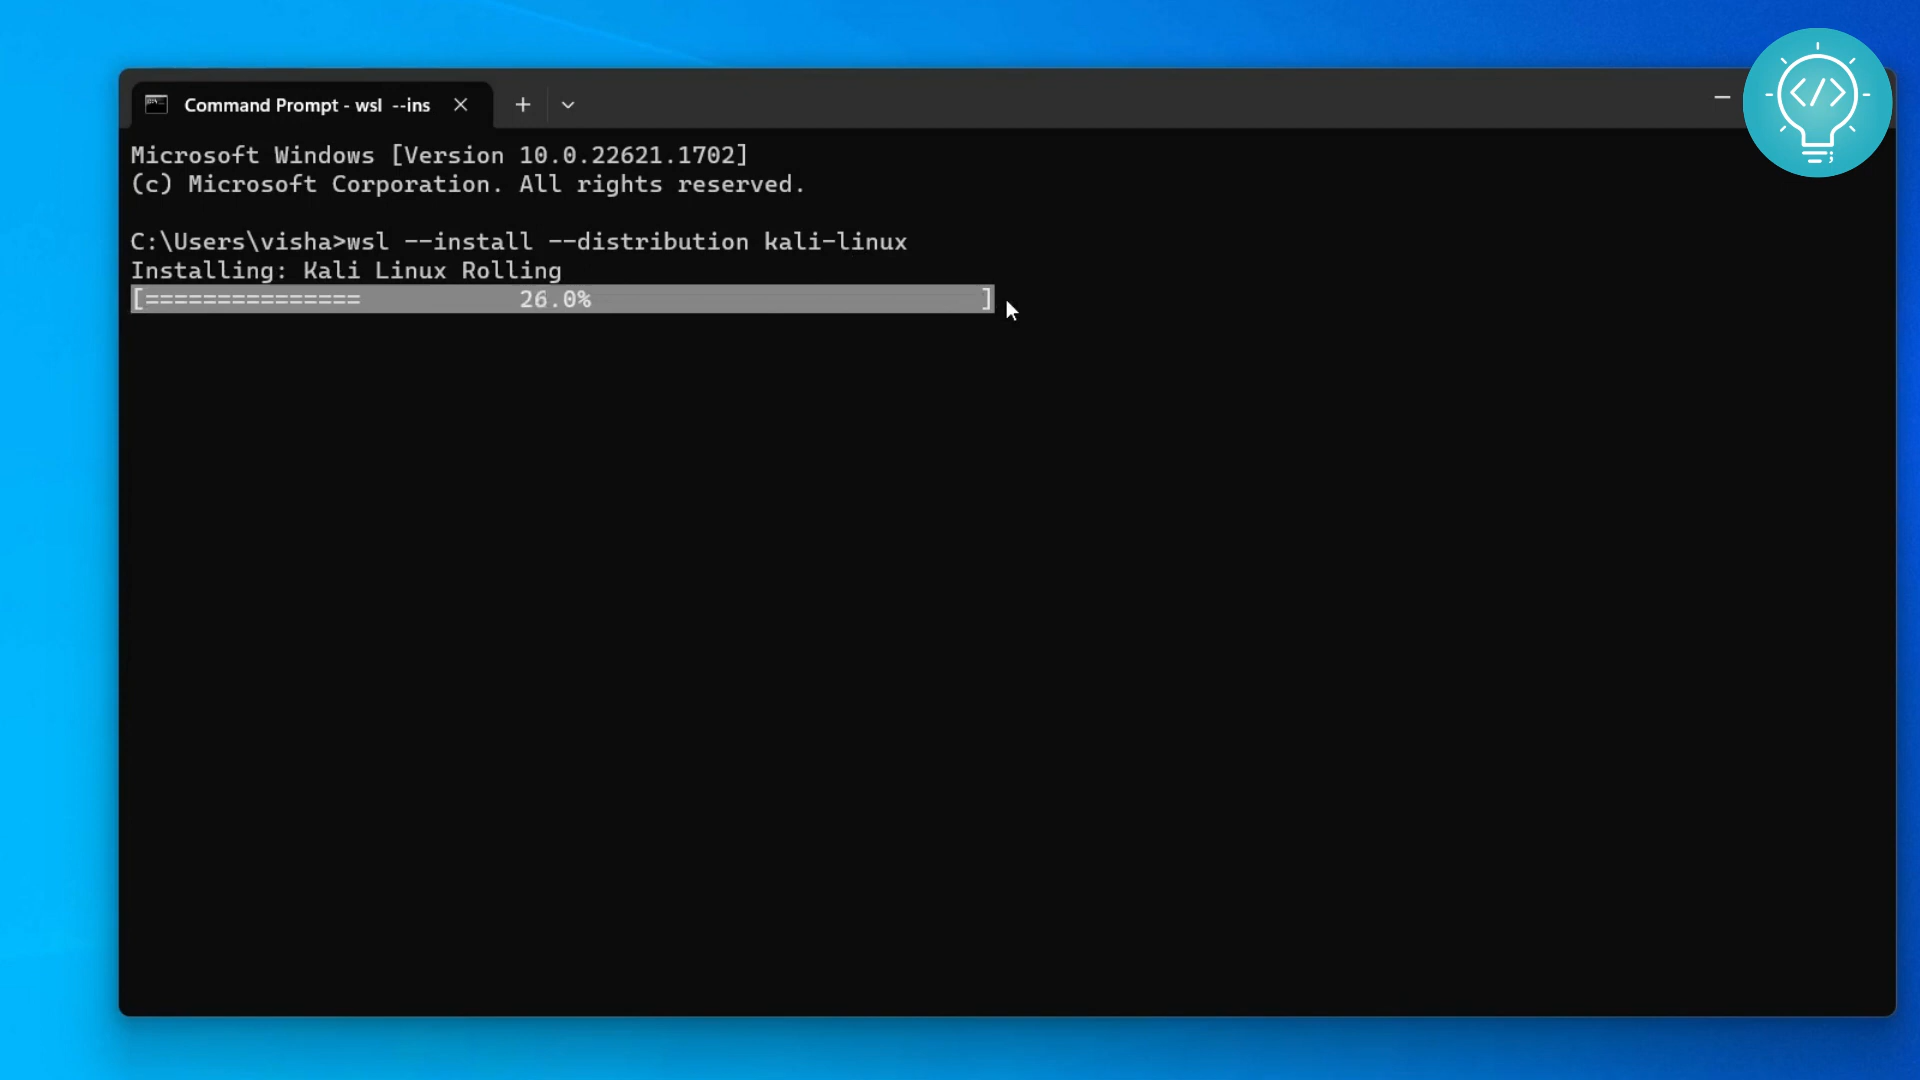 Command Prompt - wsl  --ins
Microsoft Windows [Version 10.0.22621.1702]
(c) Microsoft Corporation. All rights reserved.
C:\Users\visha>wsl --install --distribution kali-linux
Installing: Kali Linux Rolling
[===============           26.0%                           ]